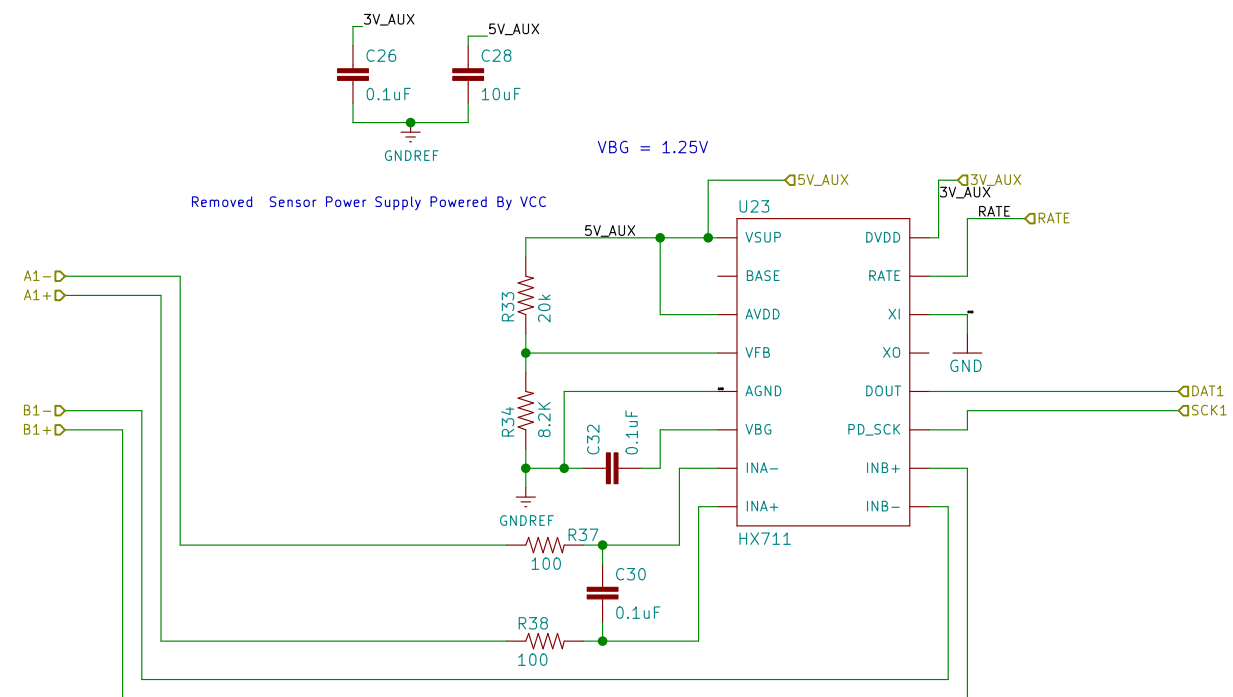 3V_AUX
5V_AUX
C26
C28
0.1uF
10uF
GNDREF
VBG = 1.25V
5V_AUX
3V_AUX
3V_AUX
Removed Sensor Power Supply Powered By VCC
U23
RATE
RATE
5V_AUX
VSUP
DVDD
A1-
BASE
RATE
A1+
R33
20k
AVDD
XI
VFB
XO
GND
AGND
DOUT
DAT1
B1-
R34
8.2K
SCK1
B1+
C32
0.1uF
VBG
PD_SCK
INA-
INB+
INA+
INB-
GNDREF
R37
HX711
100
C30
0.1uF
R38
100